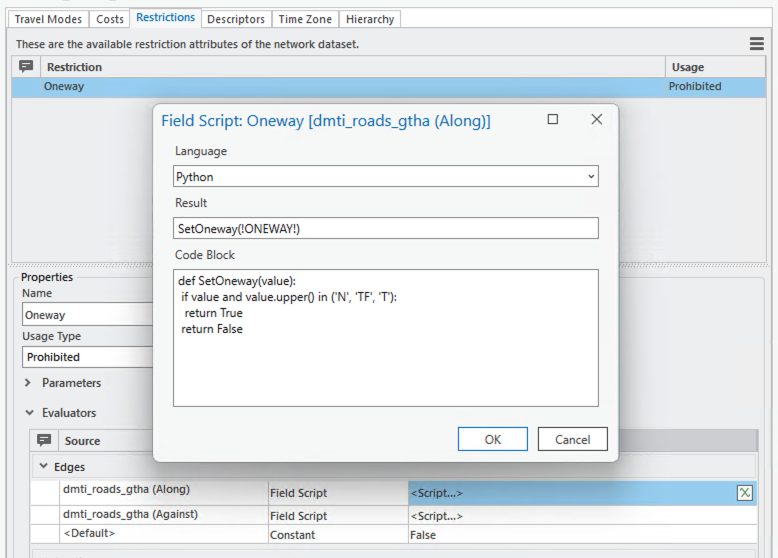 Travel Modes Costs Restrictions Descriptors Time Zone Hierarchy
These are the available restriction attributes of the network dataset.
Restriction Usage
Oneway Prohibited
Field Script: Oneway [dmti_roads_gtha (Along)]
Language
Python
Result
SetOneway(!ONEWAY!)
Code Block
def SetOneway(value):
 if value and value.upper() in ('N', 'TF', 'T'):
  return True
 return False
OK Cancel
Properties
Name
Oneway
Usage Type
Prohibited
Parameters
Evaluators
Source
Edges
dmti_roads_gtha (Along) Field Script <Script...>
dmti_roads_gtha (Against) Field Script <Script...>
<Default> Constant False